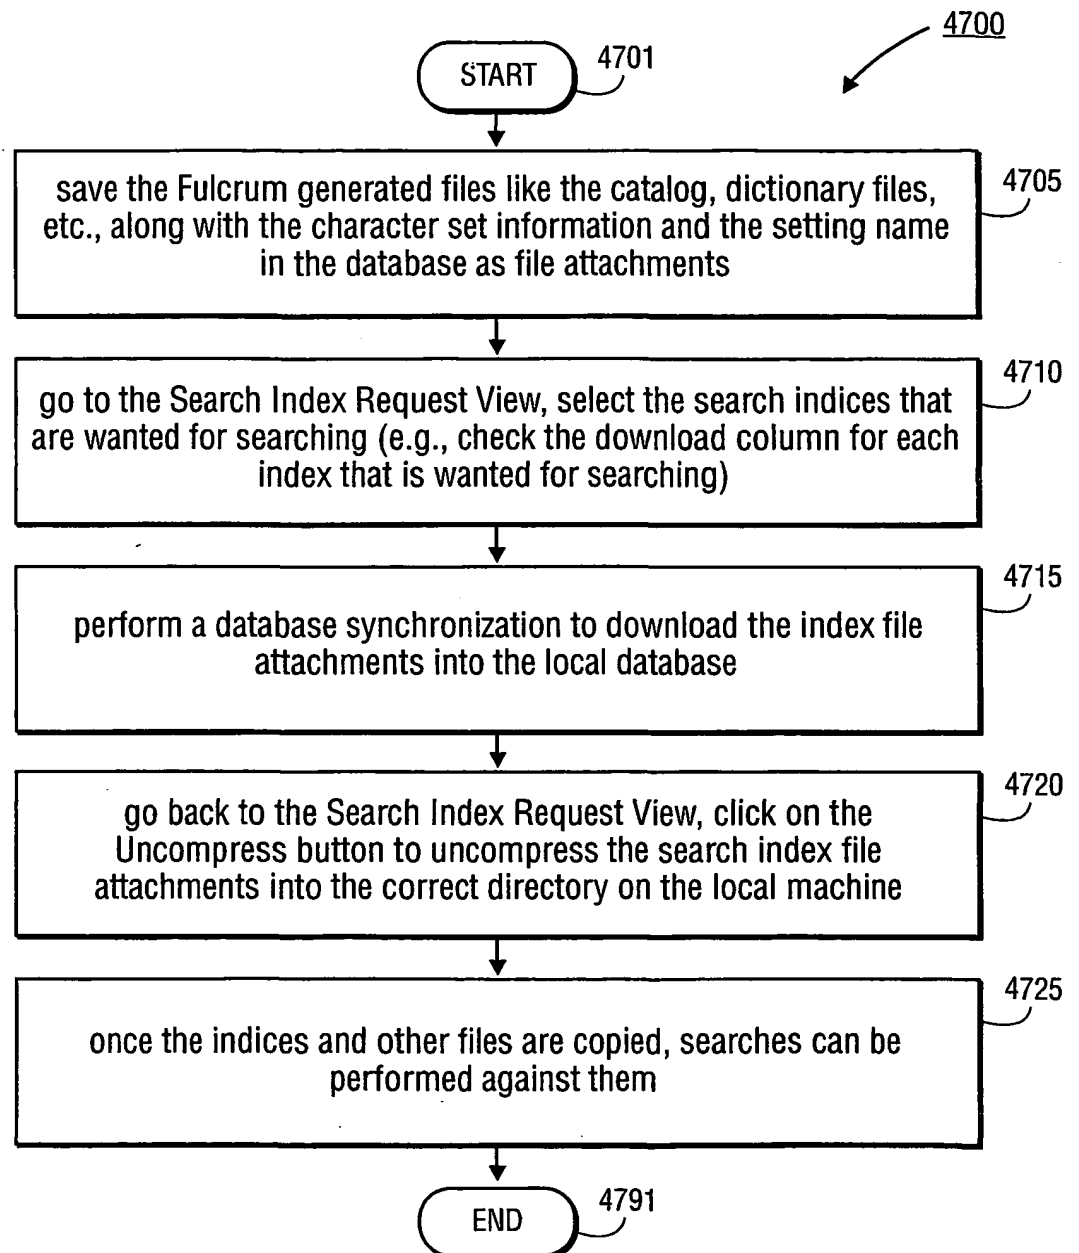 4700
START
4701
save the Fulcrum generated files like the catalog, dictionary files,
etc., along with the character set information and the setting name
in the database as file attachments
4705
go to the Search Index Request View, select the search indices that
are wanted for searching (e.g., check the download column for each
index that is wanted for searching)
4710
perform a database synchronization to download the index file
attachments into the local database
4715
go back to the Search Index Request View, click on the
Uncompress button to uncompress the search index file
attachments into the correct directory on the local machine
4720
once the indices and other files are copied, searches can be
performed against them
4725
END
4791